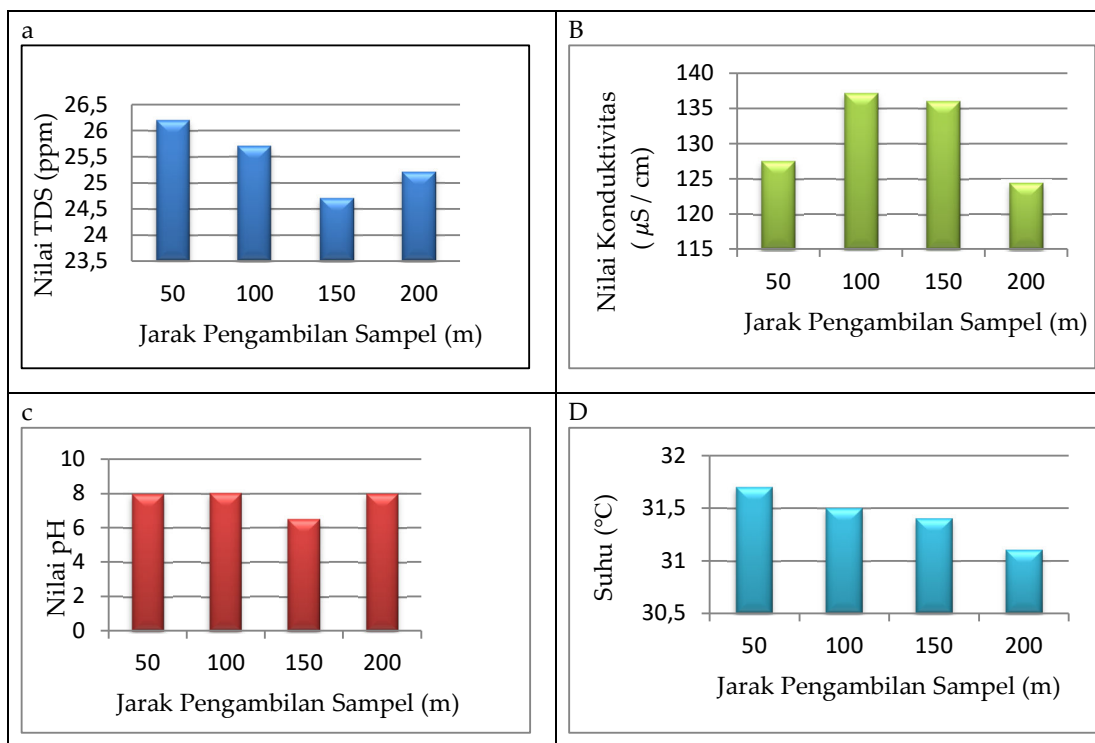 a
Nilai TDS (ppm)
26,5
26
25,5
25
24,5
24
23,5
50 100 150 200
Jarak Pengambilan Sampel (m)
B
Nilai Konduktivitas
( µS / cm)
140
135
130
125
120
115
50 100 150 200
Jarak Pengambilan Sampel (m)
c
Nilai pH
10
8
6
4
2
0
50 100 150 200
Jarak Pengambilan Sampel (m)
D
Suhu (°C)
32
31,5
31
30,5
50 100 150 200
Jarak Pengambilan Sampel (m)